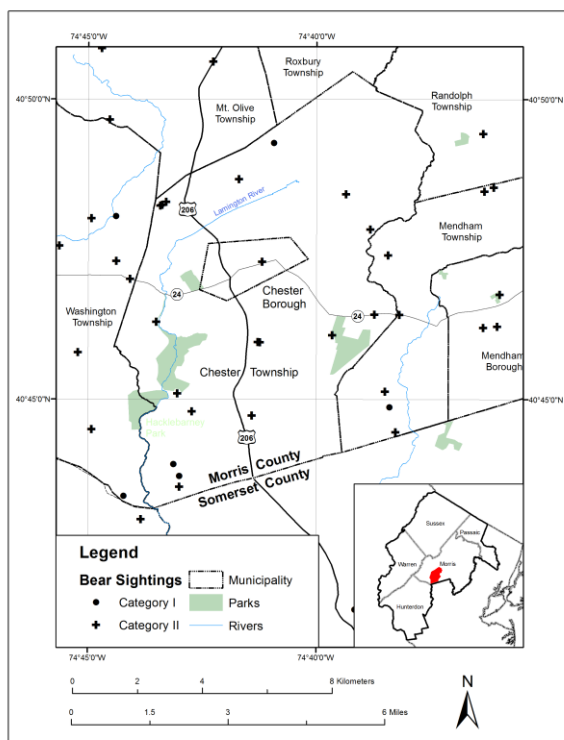 74°45'0"W
74°40'0"W
Roxbury
Township
40°50'0"N
40°50'0"N
Randolph
Township
Mt. Olive
Township
Lamington River
206
Mendham
Township
24
Chester
Borough
24
Washington
Township
Mendham
Borough
Chester Township
40°45'0"N
40°45'0"N
Hacklebarney
Park
206
Morris County
Somerset County
Sussex
Passaic
Warren
Morris
Hunterdon
Legend
Bear Sightings
Municipality
Category I
Parks
Category II
Rivers
74°45'0"W
74°40'0"W
0 2 4 8 Kilometers
0 1.5 3 6 Miles
N